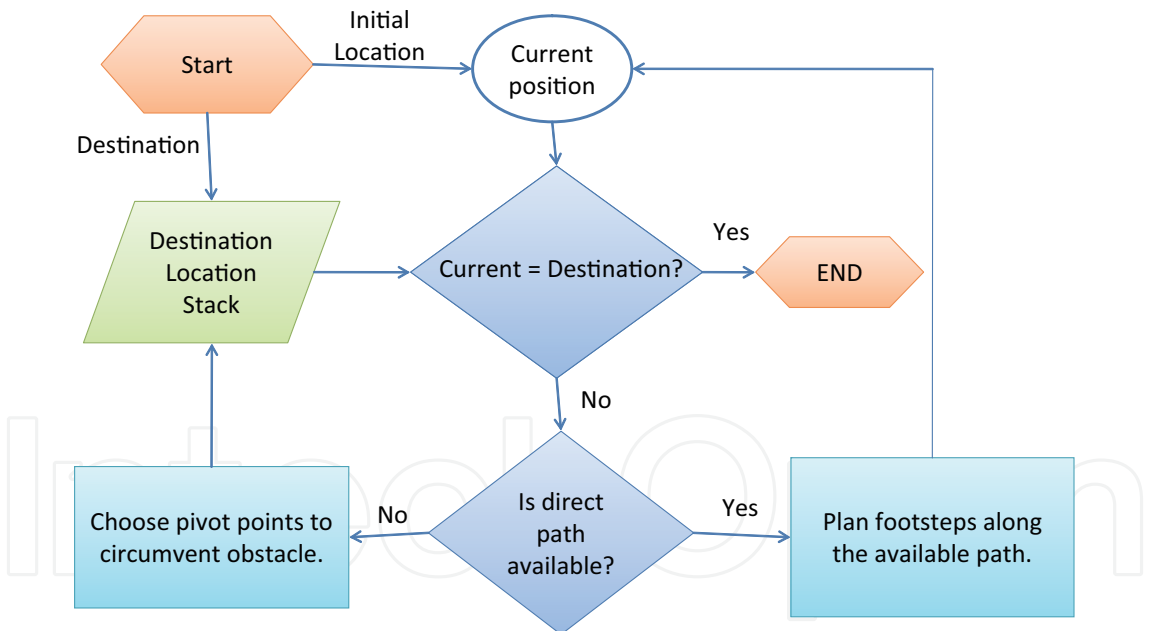 Start
Initial
Location
Current
position
Destination
Destination
Location
Stack
Current = Destination?
Yes
END
No
Choose pivot points to
circumvent obstacle.
No
Is direct
path
available?
Yes
Plan footsteps along
the available path.
IntechOpen